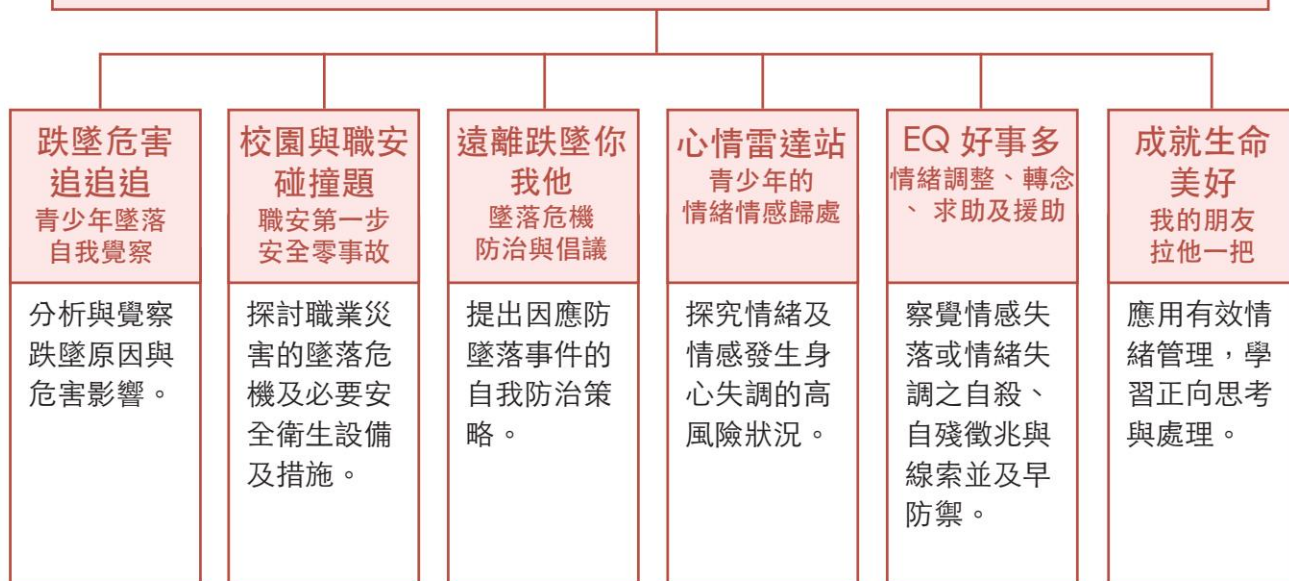 跌墜危害
追追追
青少年墜落
自我覺察
分析與覺察
跌墜原因與
危害影響。
校園與職安
碰撞題
職安第一步
安全零事故
探討職業災
害的墜落危
機及必要安
全衛生設備
及措施。
遠離跌墜你
我他
墜落危機
防治與倡議
提出因應防
墜落事件的
自我防治策
略。
心情雷達站
青少年的
情緒情感歸處
探究情緒及
情感發生身
心失調的高
風險狀況。
EQ 好事多
情緒調整、轉念
、 求助及援助
察覺情感失
落或情緒失
調之自殺、
自殘徵兆與
線索並及早
防禦。
成就生命
美好
我的朋友
拉他一把
應用有效情
緒管理，學
習正向思考
與處理。